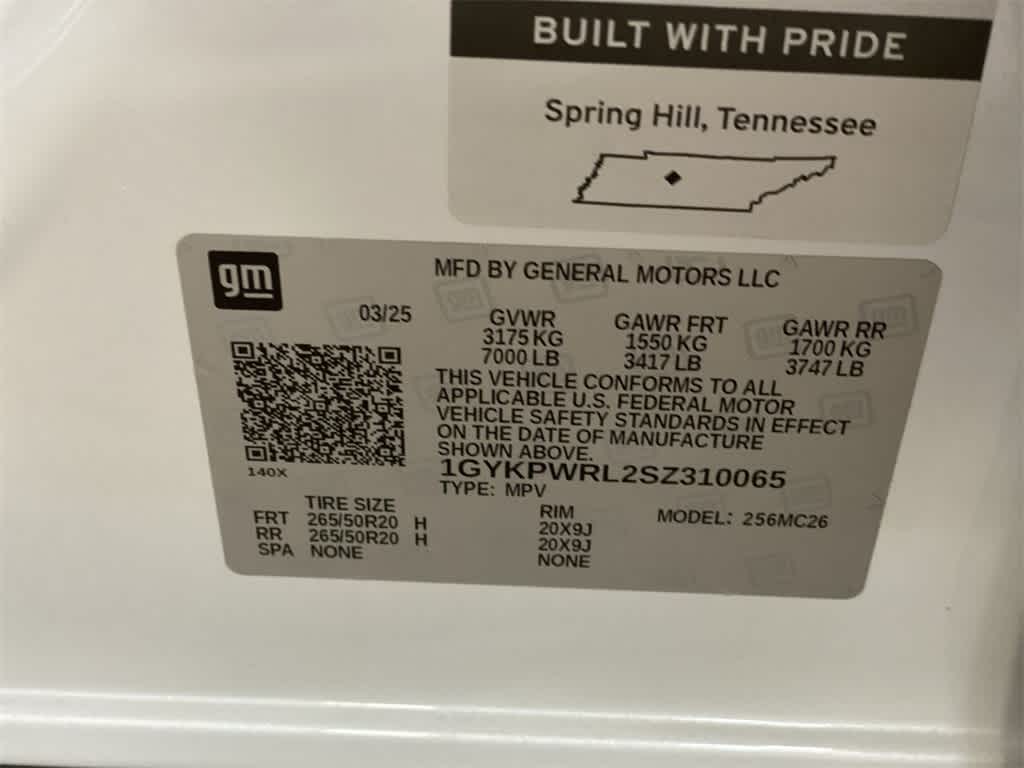 BUILT WITH PRIDE
Spring Hill, Tennessee
gm
MFD BY GENERAL MOTORS LLC
03/25
GVWR GAWR FRT GAWR RR
3175 KG 1550 KG 1700 KG
7000 LB 3417 LB 3747 LB
THIS VEHICLE CONFORMS TO ALL
APPLICABLE U.S. FEDERAL MOTOR
VEHICLE SAFETY STANDARDS IN EFFECT
ON THE DATE OF MANUFACTURE
SHOWN ABOVE.
140X
1GYKPWRL2SZ310065
TYPE: MPV
TIRE SIZE RIM MODEL: 256MC26
FRT 265/50R20 H 20X9J
RR 265/50R20 H 20X9J
SPA NONE NONE